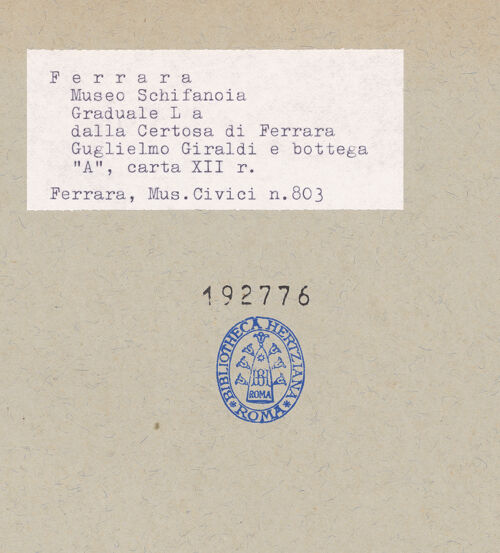 F e r r a r a
Museo Schifanoia
Graduale L a
dalla Certosa di Ferrara
Guglielmo Giraldi e bottega
"A", carta XII r.
Ferrara, Mus.Civici n.803
192776
BIBLIOTHECA HERTZIANA
ROMA
ROMA